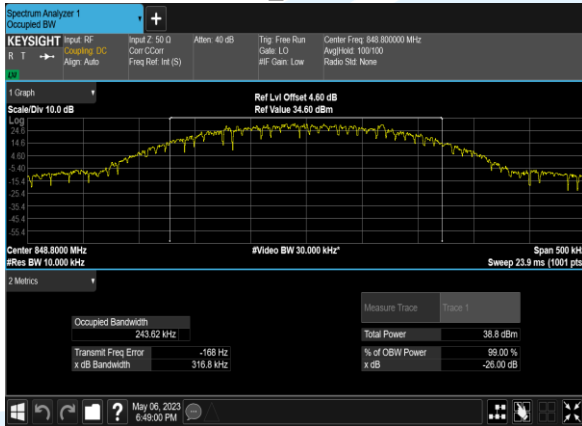 Spectrum Analyzer 1
Occupied BW
+
KEYSIGHT
R T
Input: RF
Coupling: DC
Align: Auto
Input Z: 50 Ω
Corr CCorr
Freq Ref: Int (S)
Atten: 40 dB
Trig: Free Run
Gate: LO
#IF Gain: Low
Center Freq: 848.800000 MHz
Avg|Hold: 100/100
Radio Std: None
1 Graph
Scale/Div 10.0 dB
Ref Lvl Offset 4.60 dB
Ref Value 34.60 dBm
Log
24.6
14.6
4.60
-5.40
-15.4
-25.4
-35.4
-45.4
-55.4
Center 848.8000 MHz
#Video BW 30.000 kHz*
Span 500 kH
#Res BW 10.000 kHz
Sweep 23.9 ms (1001 pts
2 Metrics
Measure Trace
Trace 1
Occupied Bandwidth
243.62 kHz
Total Power
38.8 dBm
Transmit Freq Error
-168 Hz
% of OBW Power
99.00 %
x dB Bandwidth
316.8 kHz
x dB
-26.00 dB
?
May 06, 2023
6:49:00 PM